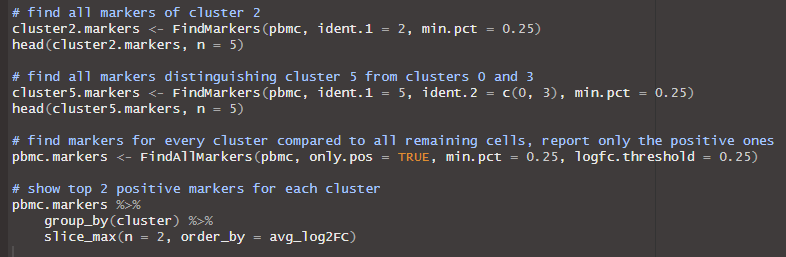 # find all markers of cluster 2
cluster2.markers <- FindMarkers(pbmc, ident.1 = 2, min.pct = 0.25)
head(cluster2.markers, n = 5)

# find all markers distinguishing cluster 5 from clusters 0 and 3
cluster5.markers <- FindMarkers(pbmc, ident.1 = 5, ident.2 = c(0, 3), min.pct = 0.25)
head(cluster5.markers, n = 5)

# find markers for every cluster compared to all remaining cells, report only the positive ones
pbmc.markers <- FindAllMarkers(pbmc, only.pos = TRUE, min.pct = 0.25, logfc.threshold = 0.25)

# show top 2 positive markers for each cluster
pbmc.markers %>%
    group_by(cluster) %>%
    slice_max(n = 2, order_by = avg_log2FC)